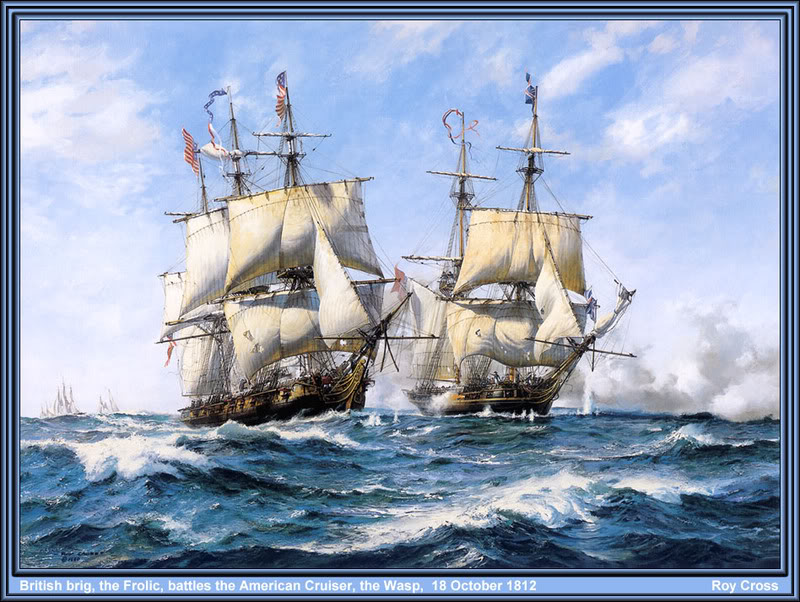 British brig, the Frolic, battles the American Cruiser, the Wasp,  18 October 1812
Roy Cross